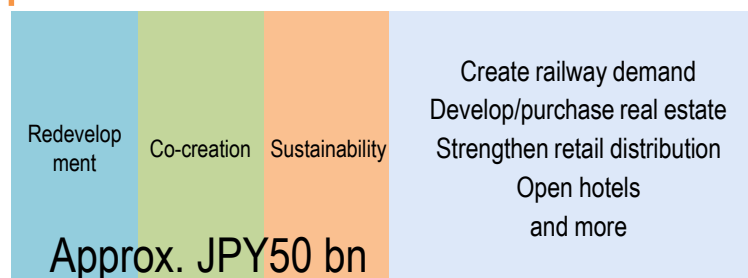 Redevelop
ment
Co-creation
Sustainability
Create railway demand
Develop/purchase real estate
Strengthen retail distribution
Open hotels
and more
Approx. JPY50 bn